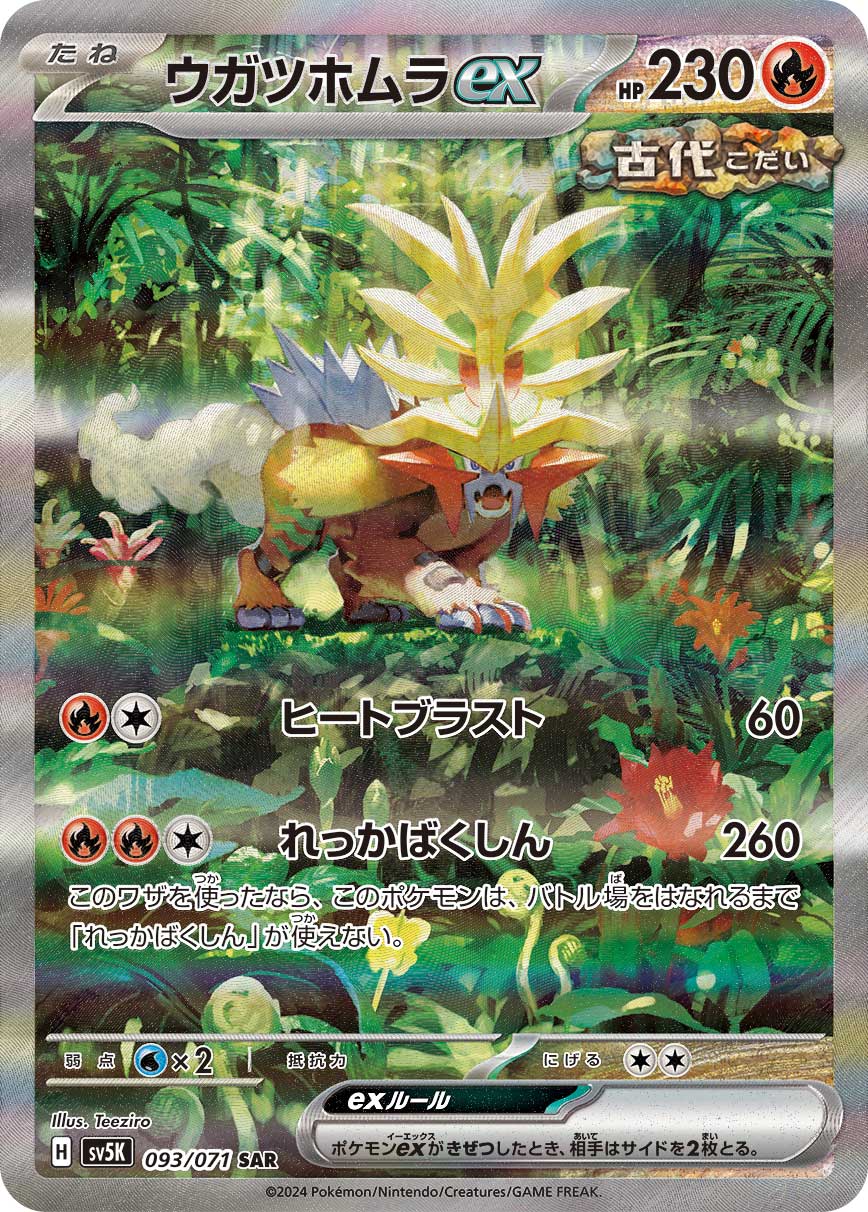 たね ウガツホムラex HP230
古代 こだい
ヒートブラスト 60
れっかばくしん 260
このワザを使ったなら、このポケモンは、バトル場をはなれるまで
「れっかばくしん」が使えない。
弱点 ×2 抵抗力 にげる
exルール
ポケモンexがきぜつしたとき、相手はサイドを2枚とる。
Illus. Teeziro
H sv5K 093/071 SAR
©2024 Pokémon/Nintendo/Creatures/GAME FREAK.